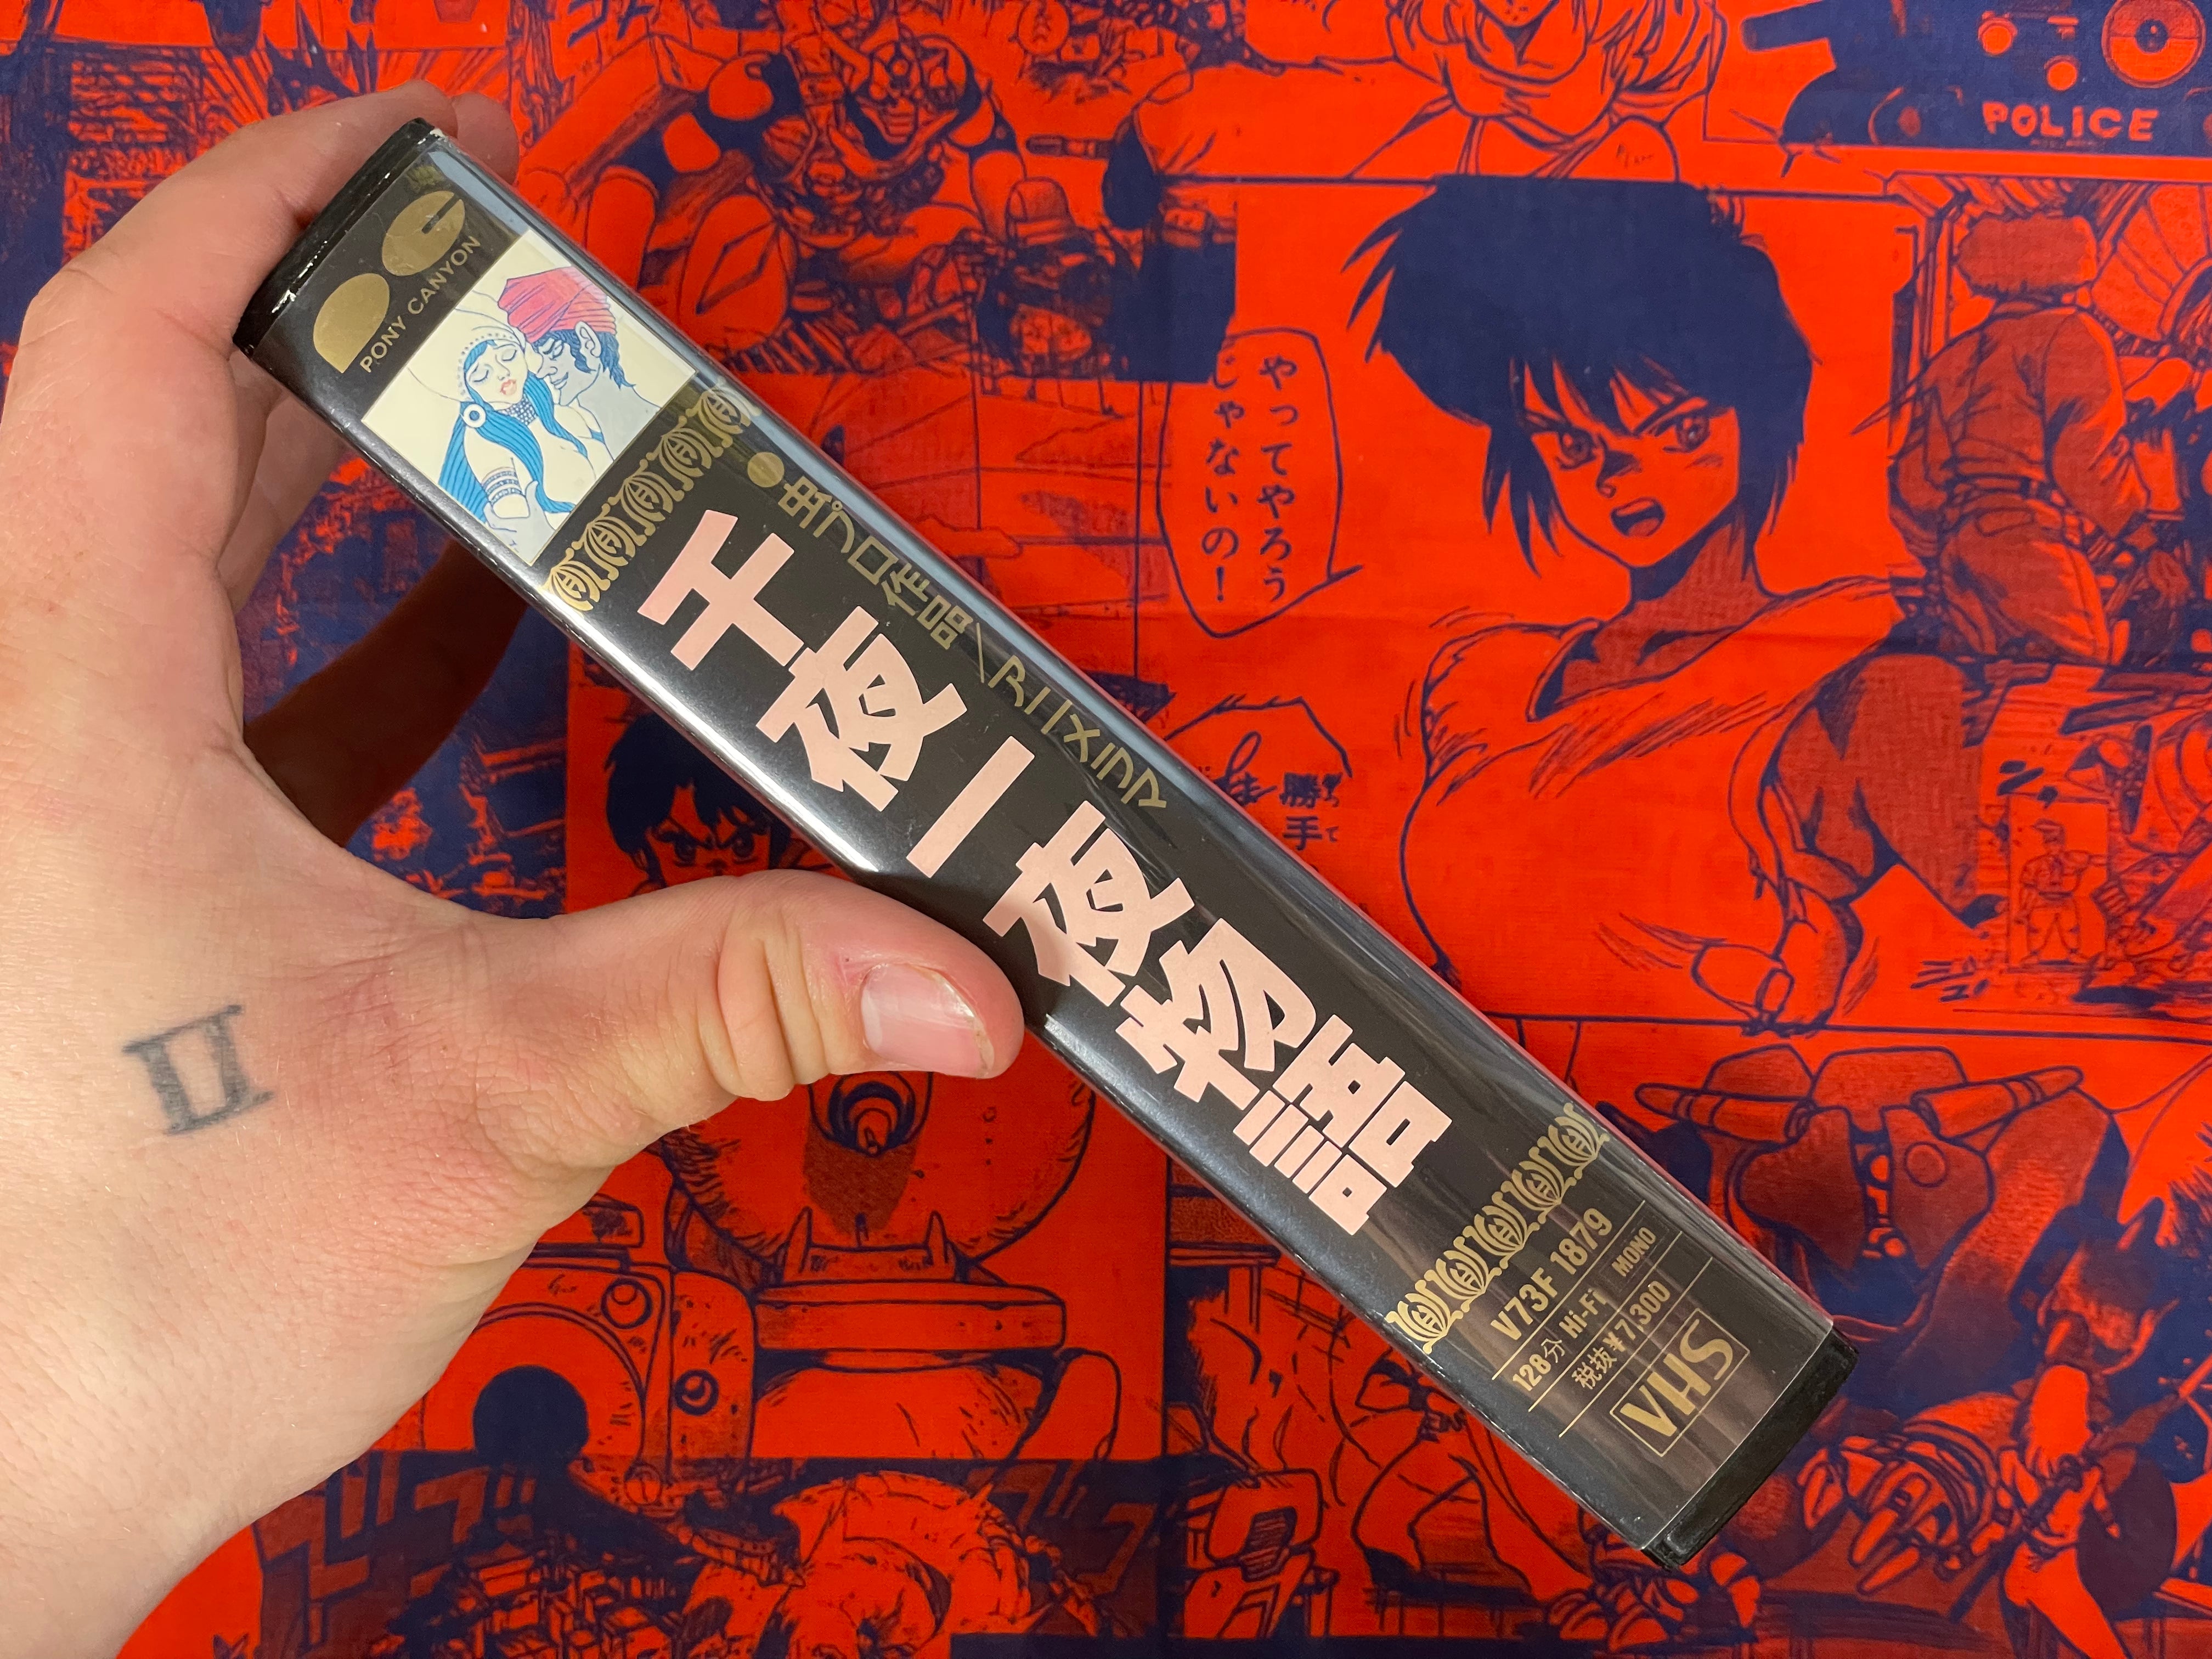 PONY CANYON
●虫プロ作品/アニメラマ
千夜一夜物語
V73F 1879
128分 Hi-Fi MONO
税抜¥7,300
VHS
POLICE
やってやろう
じゃないの!
勝手
II